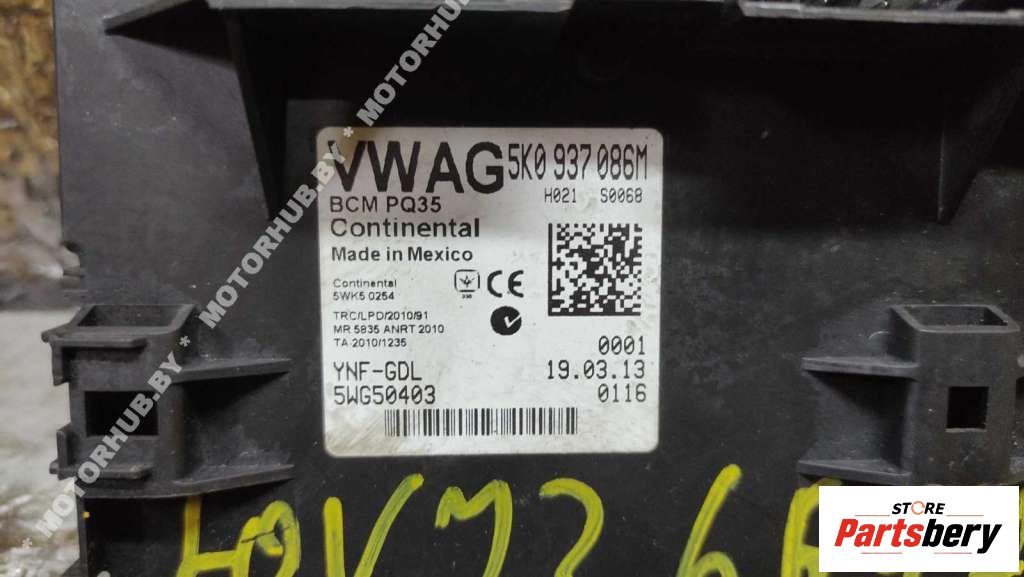 VWAG 5K0 937 086M
H021 S0068
BCM PQ35
Continental
Made in Mexico
Continental
5WK5 0254
TRC/LPD/2010/91
MR 5835 ANRT 2010
TA 2010/1235
CE
0001
YNF-GDL 19.03.13
5WG50403 0116
* MOTORHUB.BY * MOTORHUB.BY * MOTORHUB.BY * MOTORHUB.BY
STORE
Partsbery